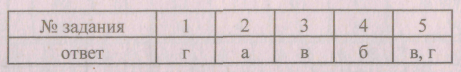 № задания 1 2 3 4 5
ответ г а в б в, г